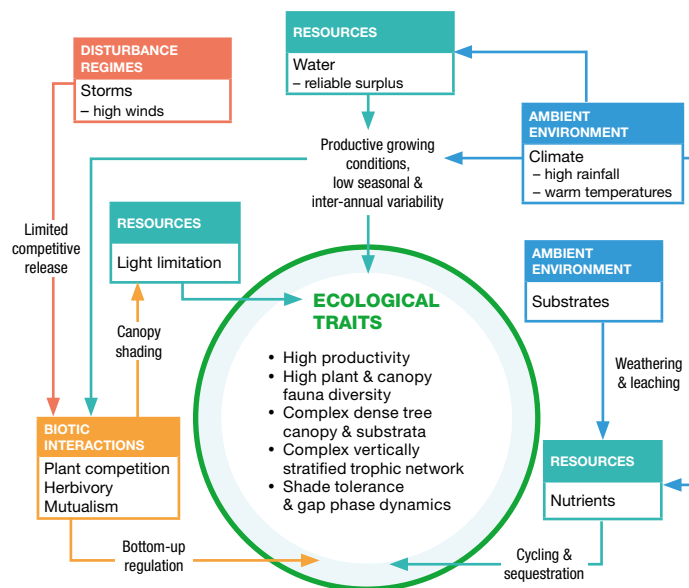 RESOURCES
Water
– reliable surplus
DISTURBANCE
REGIMES
Storms
– high winds
AMBIENT
ENVIRONMENT
Climate
– high rainfall
– warm temperatures
Productive growing
conditions,
low seasonal &
inter-annual variability
Limited
competitive
release
RESOURCES
Light limitation
AMBIENT
ENVIRONMENT
Substrates
Canopy
shading
ECOLOGICAL
TRAITS
• High productivity
• High plant & canopy
fauna diversity
• Complex dense tree
canopy & substrata
• Complex vertically
stratified trophic network
• Shade tolerance
& gap phase dynamics
Weathering
& leaching
BIOTIC
INTERACTIONS
Plant competition
Herbivory
Mutualism
RESOURCES
Nutrients
Bottom-up
regulation
Cycling &
sequestration